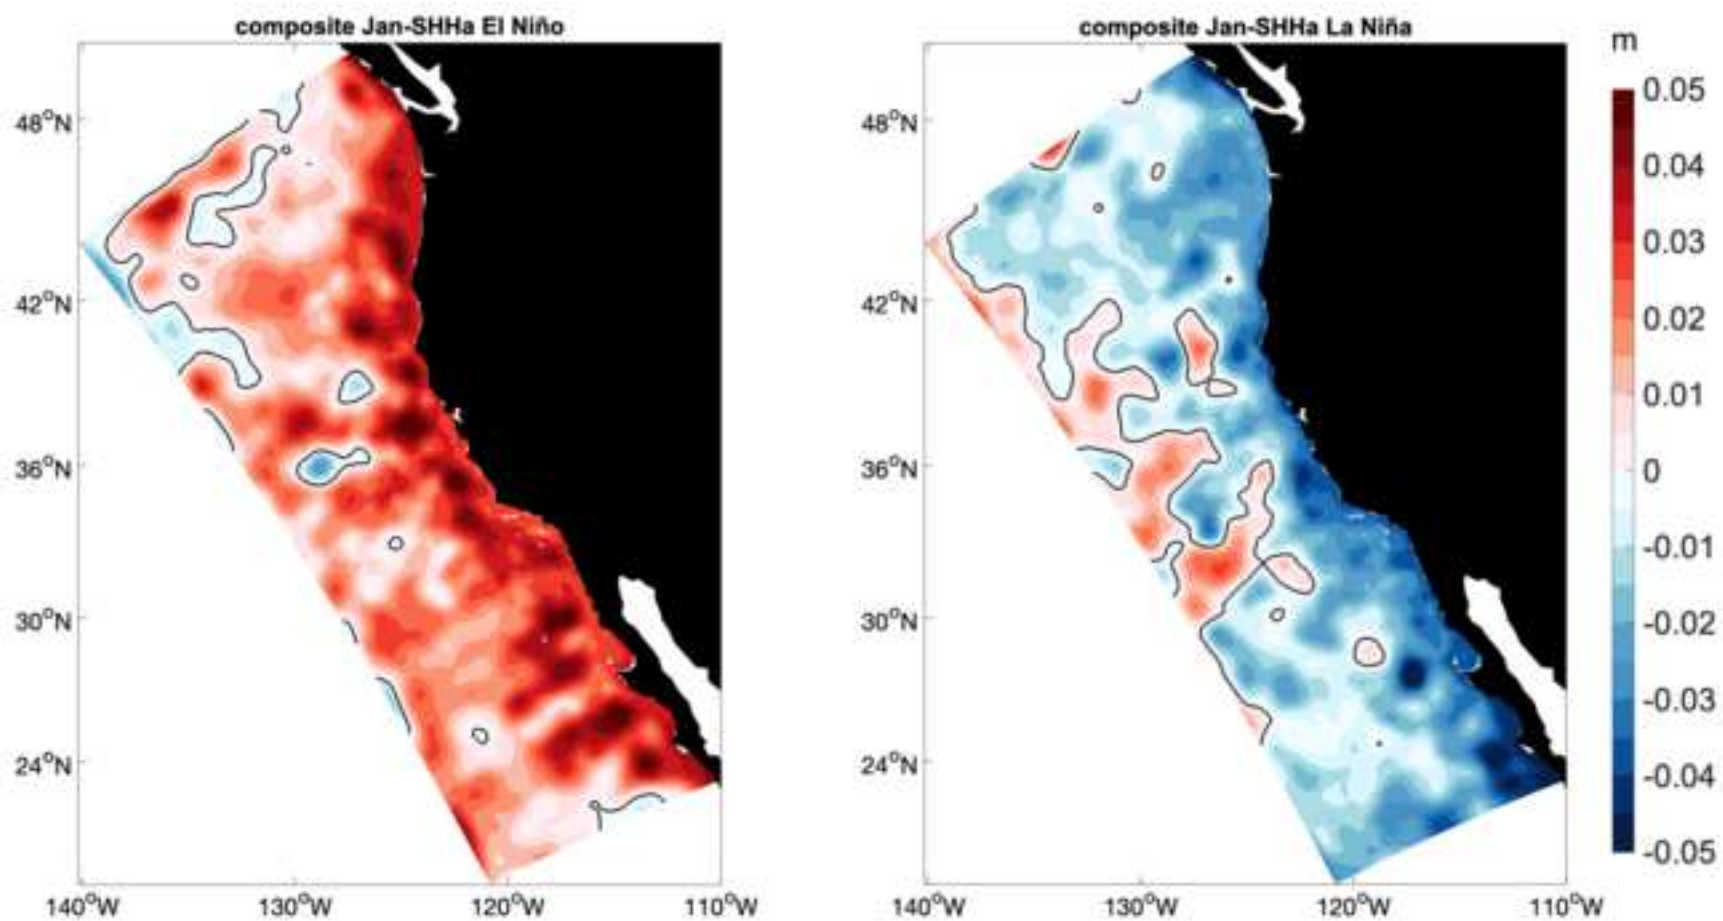 composite Jan-SHHa El Niño
composite Jan-SHHa La Niña
m
48°N
42°N
36°N
30°N
24°N
140°W
130°W
120°W
110°W
48°N
42°N
36°N
30°N
24°N
140°W
130°W
120°W
110°W
0.05
0.04
0.03
0.02
0.01
0
-0.01
-0.02
-0.03
-0.04
-0.05